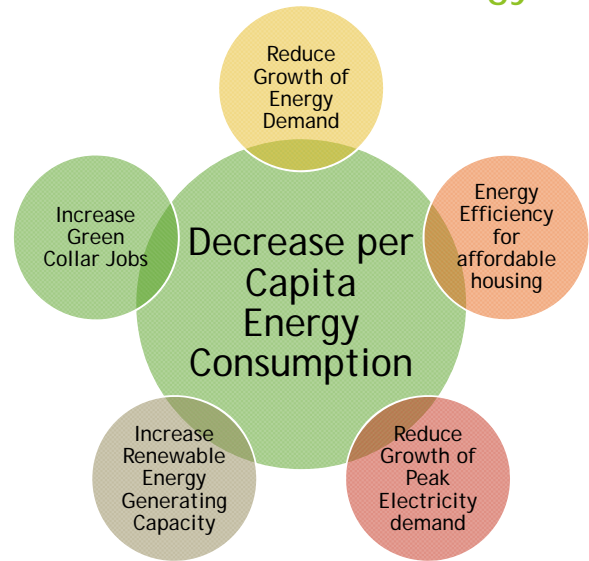 gy
Reduce
Growth of
Energy
Demand
Energy
Efficiency
for
affordable
housing
Reduce
Growth of
Peak
Electricity
demand
Increase
Renewable
Energy
Generating
Capacity
Increase
Green
Collar Jobs
Decrease per
Capita
Energy
Consumption